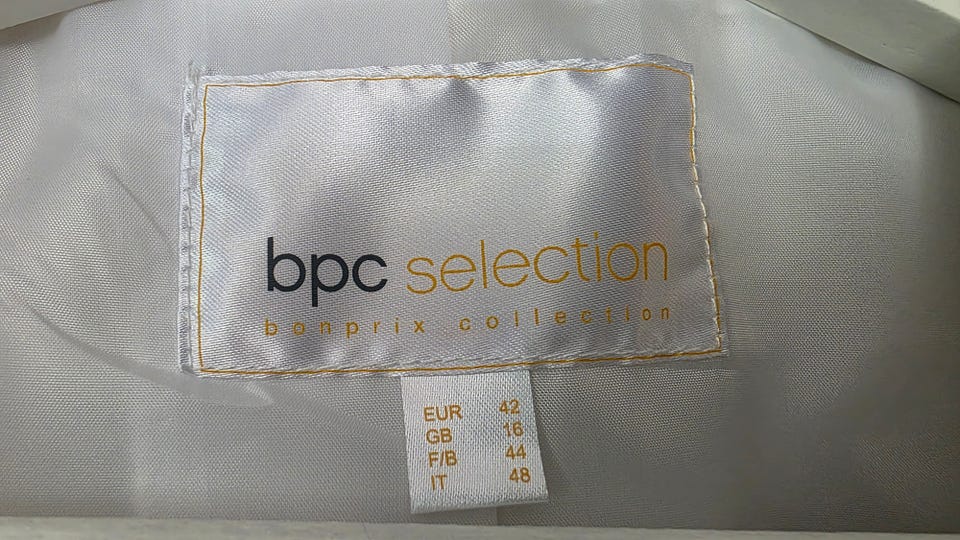 bpc selection
bonprix collection
EUR 42
GB 16
F/B 44
IT 48